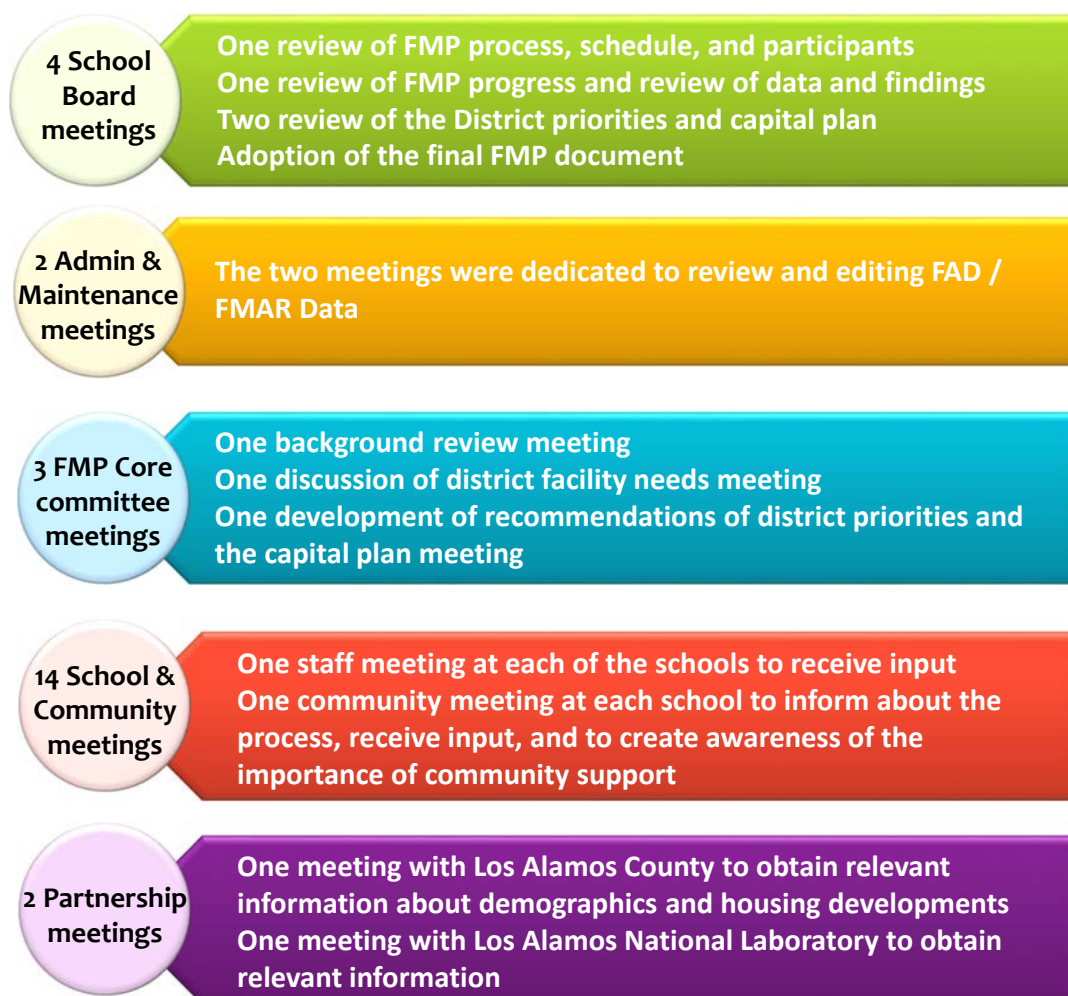 4 School
Board
meetings
One review of FMP process, schedule, and participants
One review of FMP progress and review of data and findings
Two review of the District priorities and capital plan
Adoption of the final FMP document
2 Admin &
Maintenance
meetings
The two meetings were dedicated to review and editing FAD /
FMAR Data
3 FMP Core
committee
meetings
One background review meeting
One discussion of district facility needs meeting
One development of recommendations of district priorities and
the capital plan meeting
14 School &
Community
meetings
One staff meeting at each of the schools to receive input
One community meeting at each school to inform about the
process, receive input, and to create awareness of the
importance of community support
2 Partnership
meetings
One meeting with Los Alamos County to obtain relevant
information about demographics and housing developments
One meeting with Los Alamos National Laboratory to obtain
relevant information